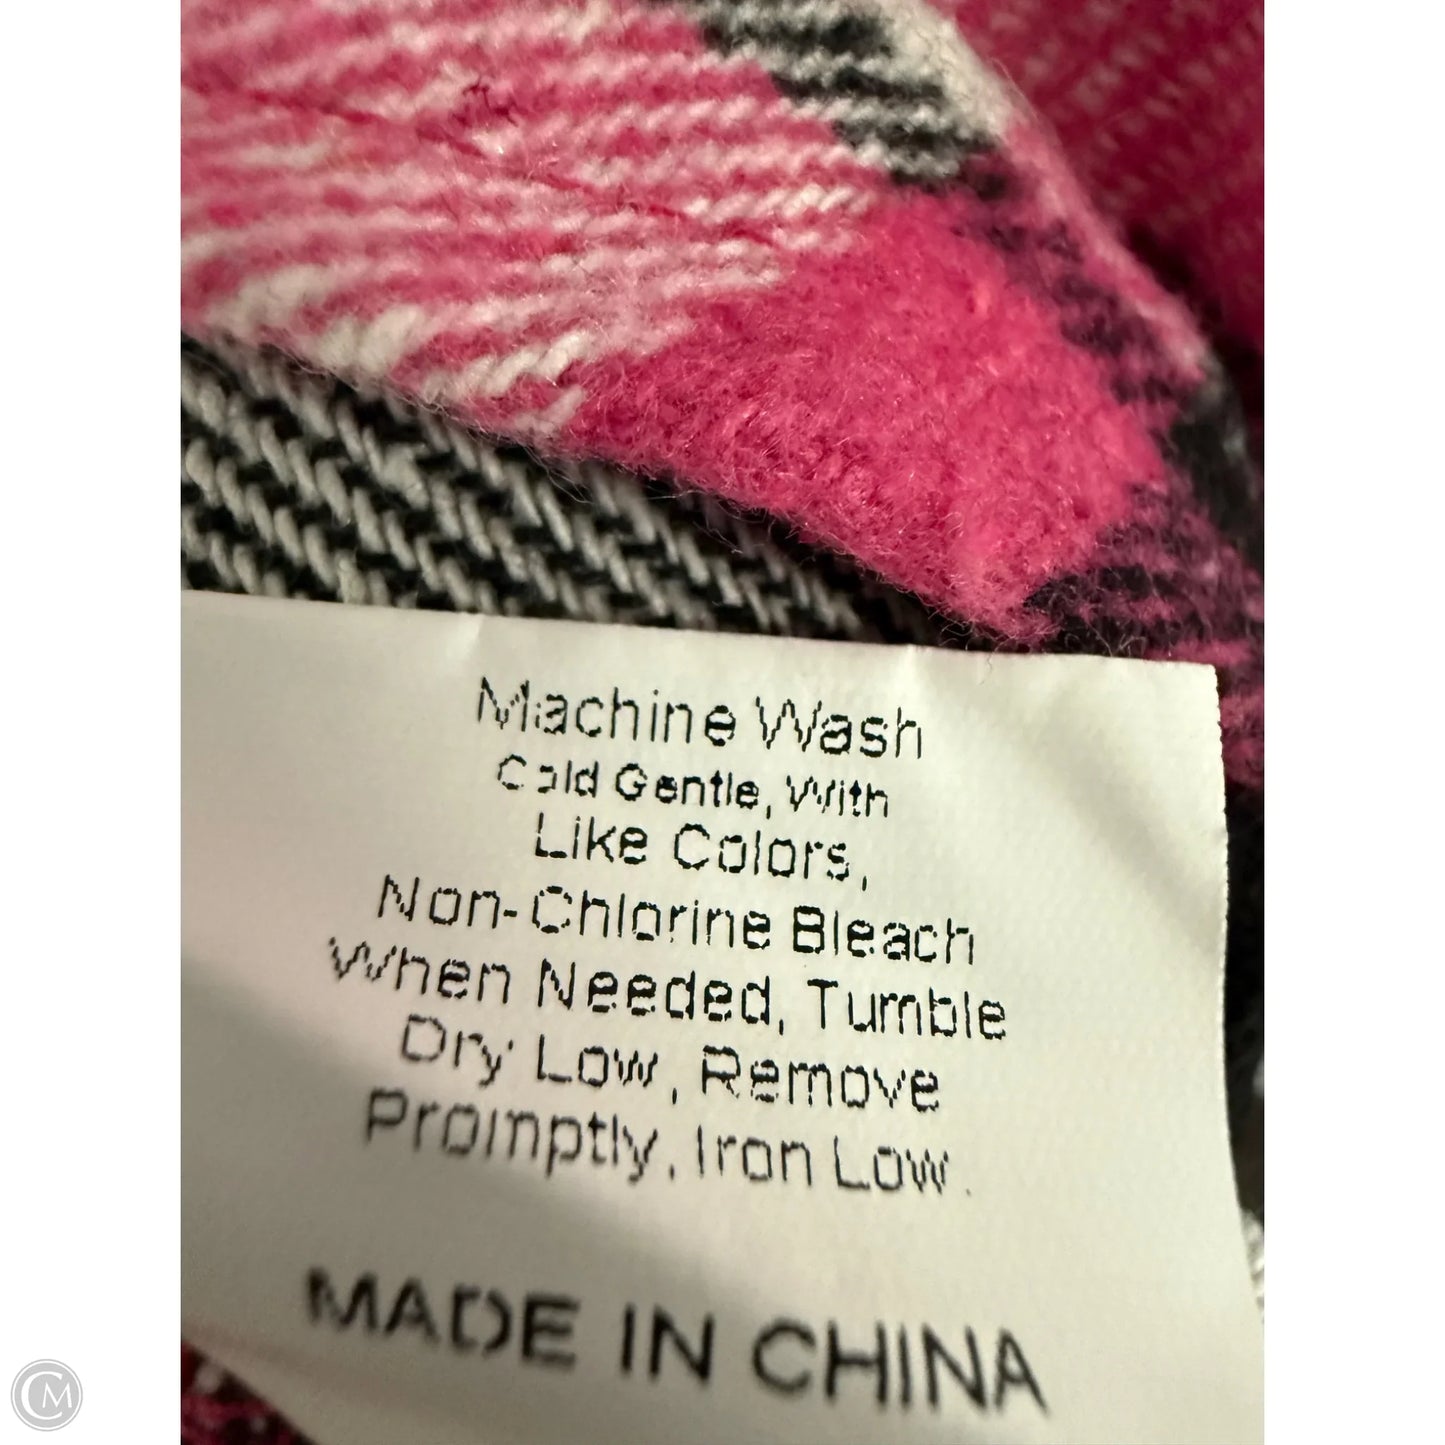 Machine Wash
Cold Gentle, With
Like Colors,
Non-Chlorine Bleach
When Needed, Tumble
Dry Low, Remove
Promptly, Iron Low.
MADE IN CHINA
CM